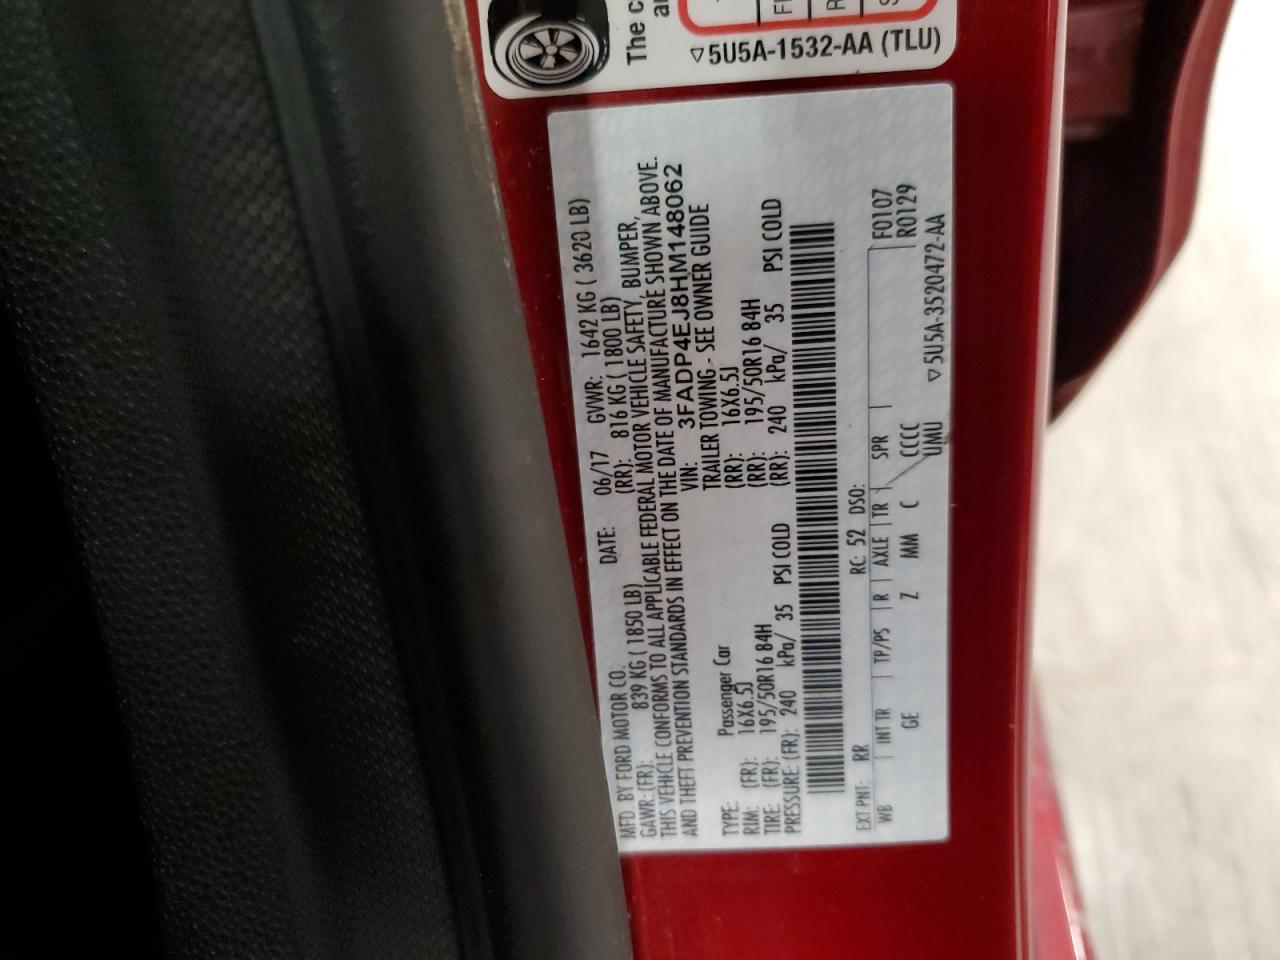 The c
▽5U5A-1532-AA (TLU)
MFD. BY FORD MOTOR CO. DATE: 06/17 GVWR: 1642 KG ( 3620 LB)
GAWR: (FR): 839 KG ( 1850 LB) (RR): 816 KG ( 1800 LB)
THIS VEHICLE CONFORMS TO ALL APPLICABLE FEDERAL MOTOR VEHICLE SAFETY, BUMPER,
AND THEFT PREVENTION STANDARDS IN EFFECT ON THE DATE OF MANUFACTURE SHOWN ABOVE.
VIN: 3FADP4EJ8HM148062
TYPE: Passenger Car TRAILER TOWING - SEE OWNER GUIDE
RIM: (FR): 16X6.5J (RR): 16X6.5J
TIRE: (FR): 195/50R16 84H (RR): 195/50R16 84H
PRESSURE: (FR): 240 kPa/ 35 PSI COLD (RR): 240 kPa/ 35 PSI COLD
EXT PNT: RR RC: 52 DSO: F0107
WB INT TR TP/PS R AXLE TR SPR R0129
GE Z MM C CCCC
UMU
▽5U5A-3520472-AA